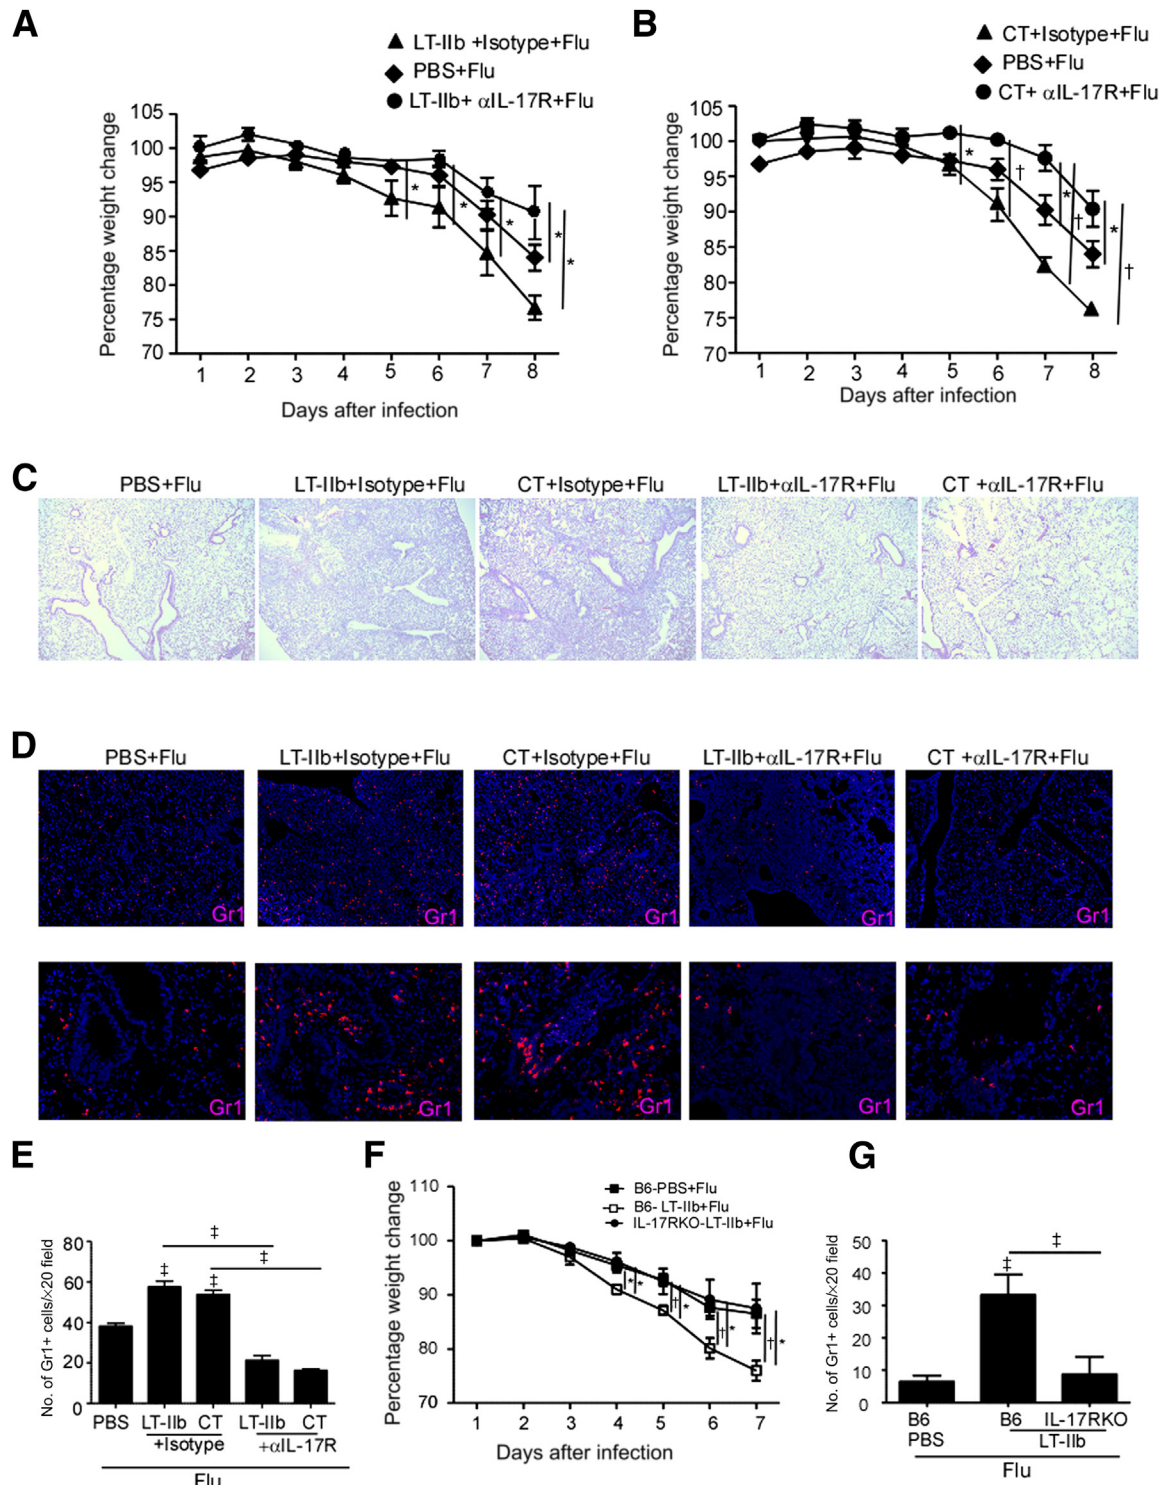 A
LT-IIb +Isotype+Flu
PBS+Flu
LT-IIb+ αIL-17R+Flu
Percentage weight change
105
100
95
90
85
80
75
70
* * * * *
1 2 3 4 5 6 7 8
Days after infection
B
CT+Isotype+Flu
PBS+Flu
CT+ αIL-17R+Flu
Percentage weight change
105
100
95
90
85
80
75
70
* † * † * †
1 2 3 4 5 6 7 8
Days after infection
C
PBS+Flu
LT-IIb+Isotype+Flu
CT+Isotype+Flu
LT-IIb+αIL-17R+Flu
CT +αIL-17R+Flu
D
PBS+Flu
LT-IIb+Isotype+Flu
CT+Isotype+Flu
LT-IIb+αIL-17R+Flu
CT +αIL-17R+Flu
Gr1
Gr1
Gr1
Gr1
Gr1
Gr1
Gr1
Gr1
Gr1
Gr1
E
No. of Gr1+ cells/×20 field
80
60
40
20
0
‡ ‡ ‡ ‡
PBS LT-IIb CT LT-IIb CT
+Isotype +αIL-17R
Flu
F
B6-PBS+Flu
B6- LT-IIb+Flu
IL-17RKO-LT-IIb+Flu
Percentage weight change
110
100
90
80
70
* * † * † * † *
1 2 3 4 5 6 7
Days after infection
G
No. of Gr1+ cells/×20 field
50
40
30
20
10
0
‡ ‡
B6 B6 IL-17RKO
PBS LT-IIb
Flu